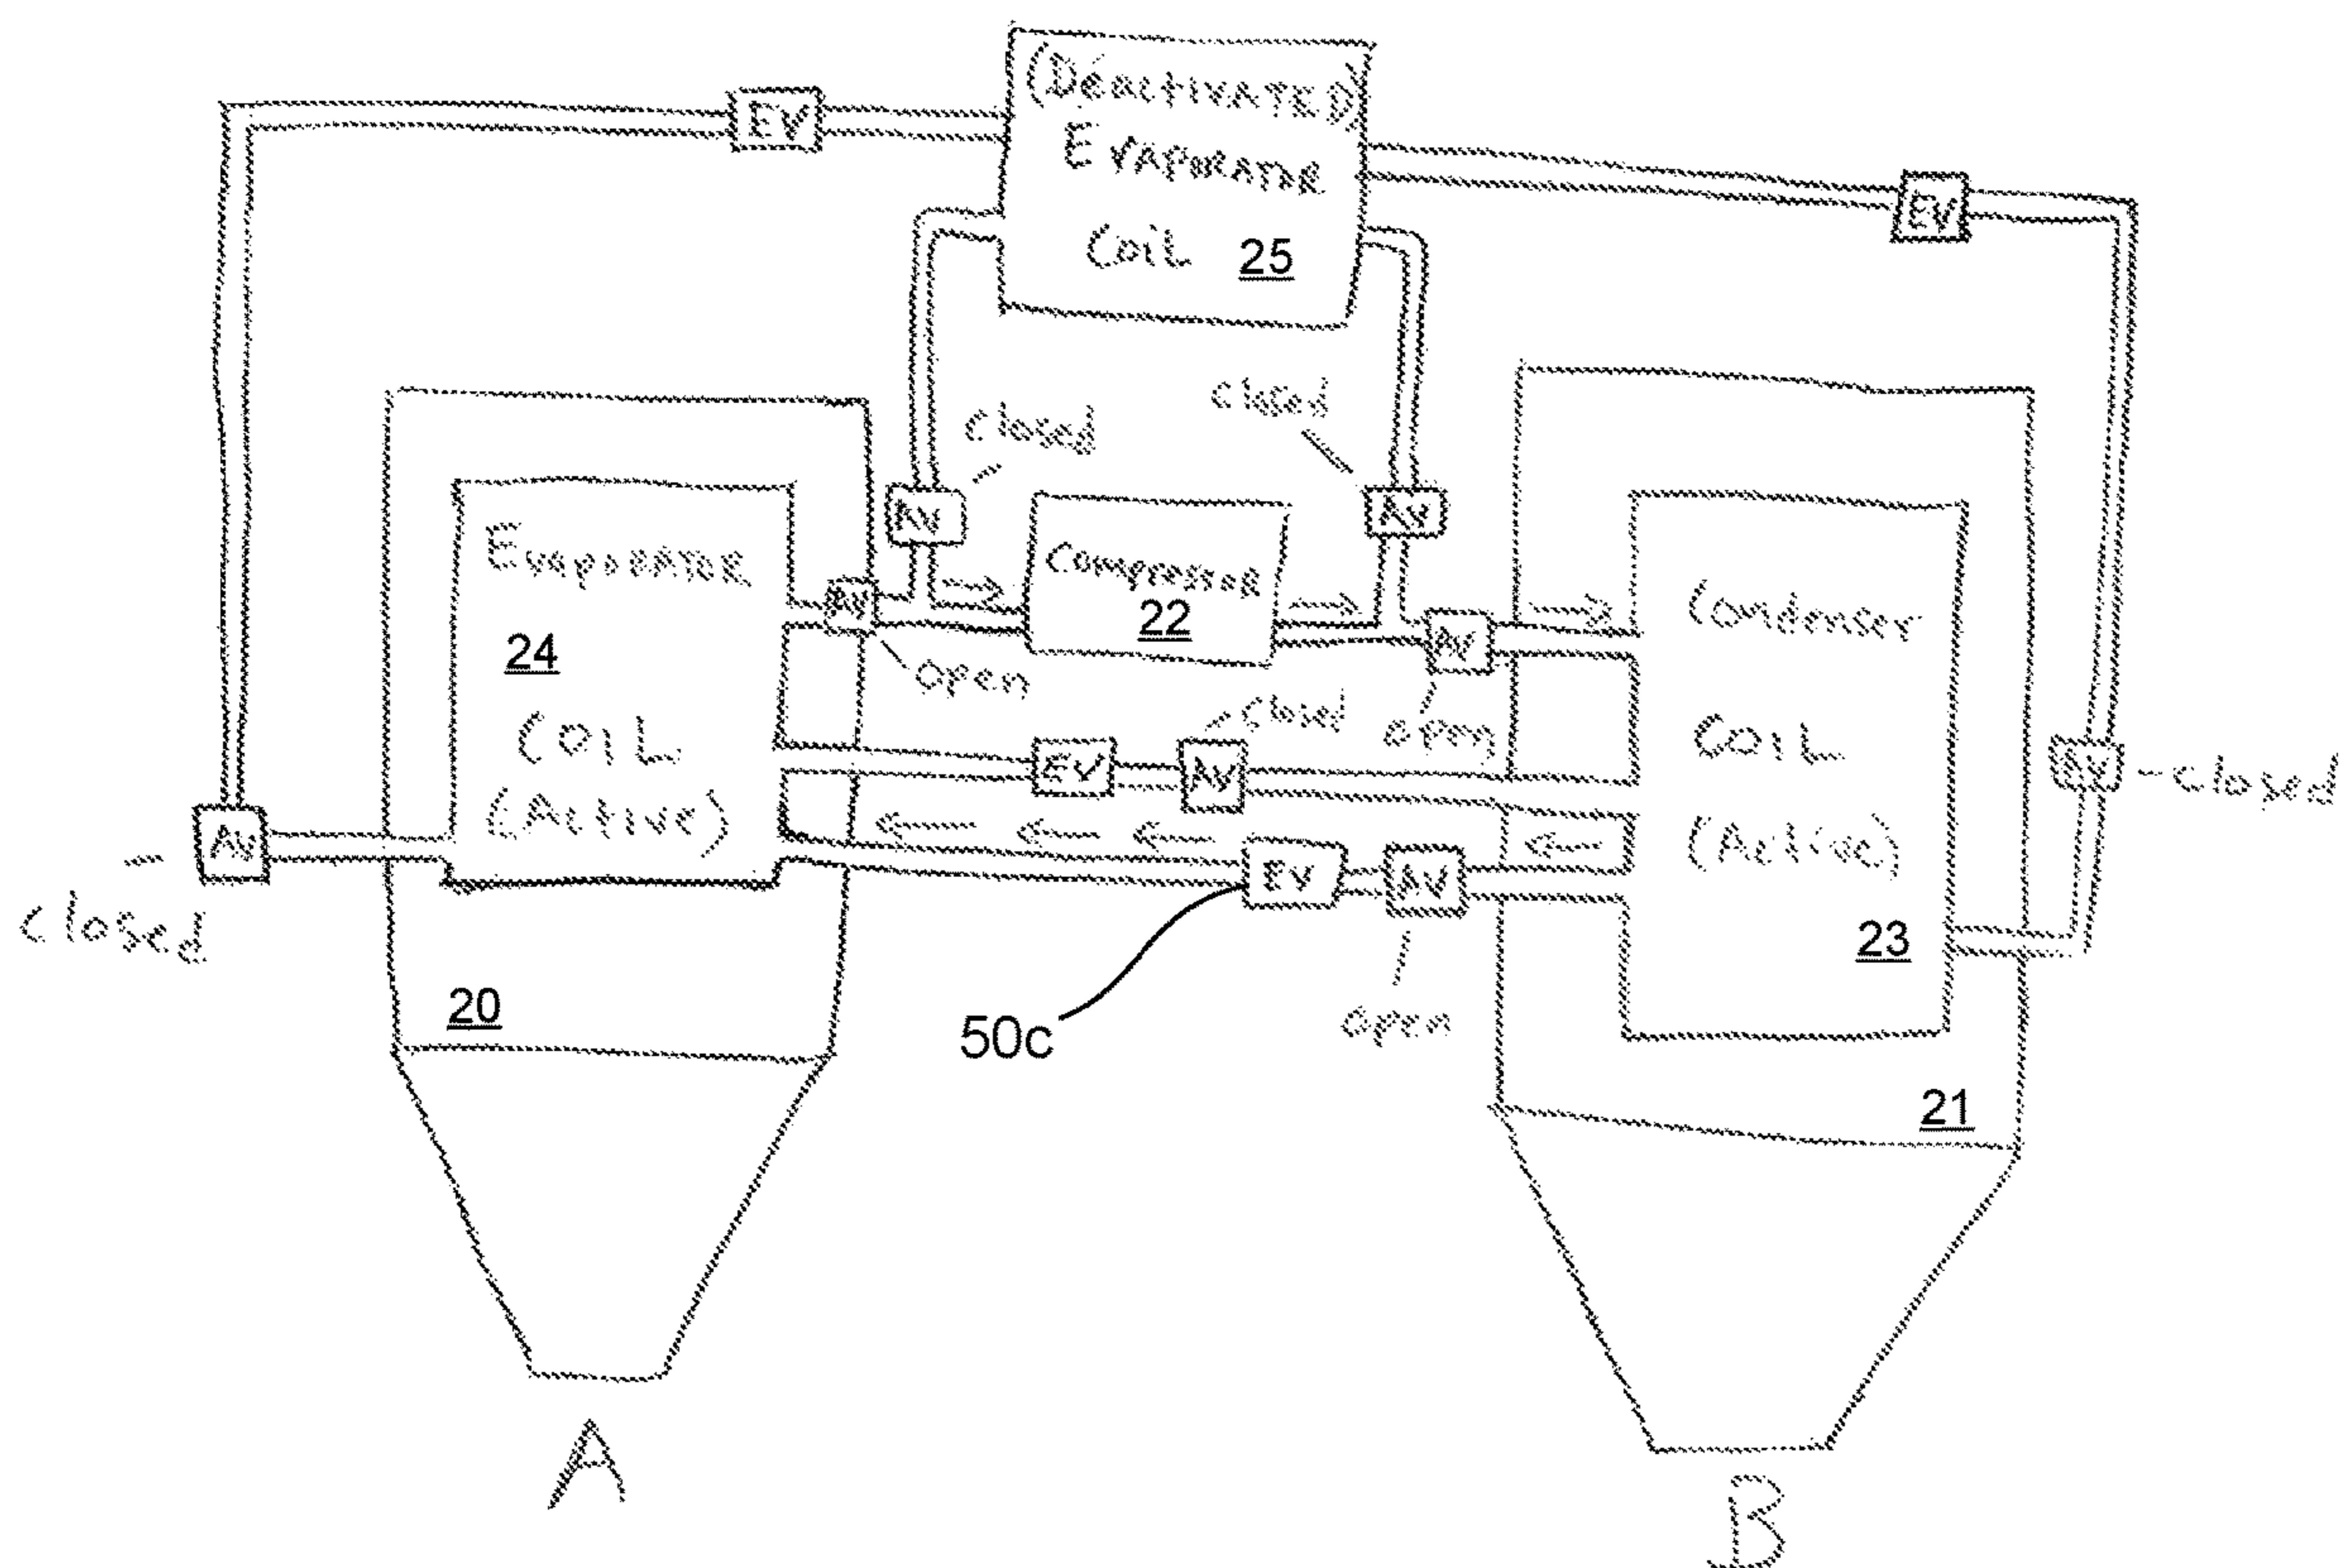 (DEACTIVATED)
EVAPORATOR
Coil 25
EV
EV
closed
closed
AV
AV
Evaporator
24
COIL
(Active)
AV
open
Compressor
22
AV
open
Condenser
COIL
(Active)
23
closed
EV
AV
EV
AV
open
50c
AV
closed
EV
-closed
20
21
A
B